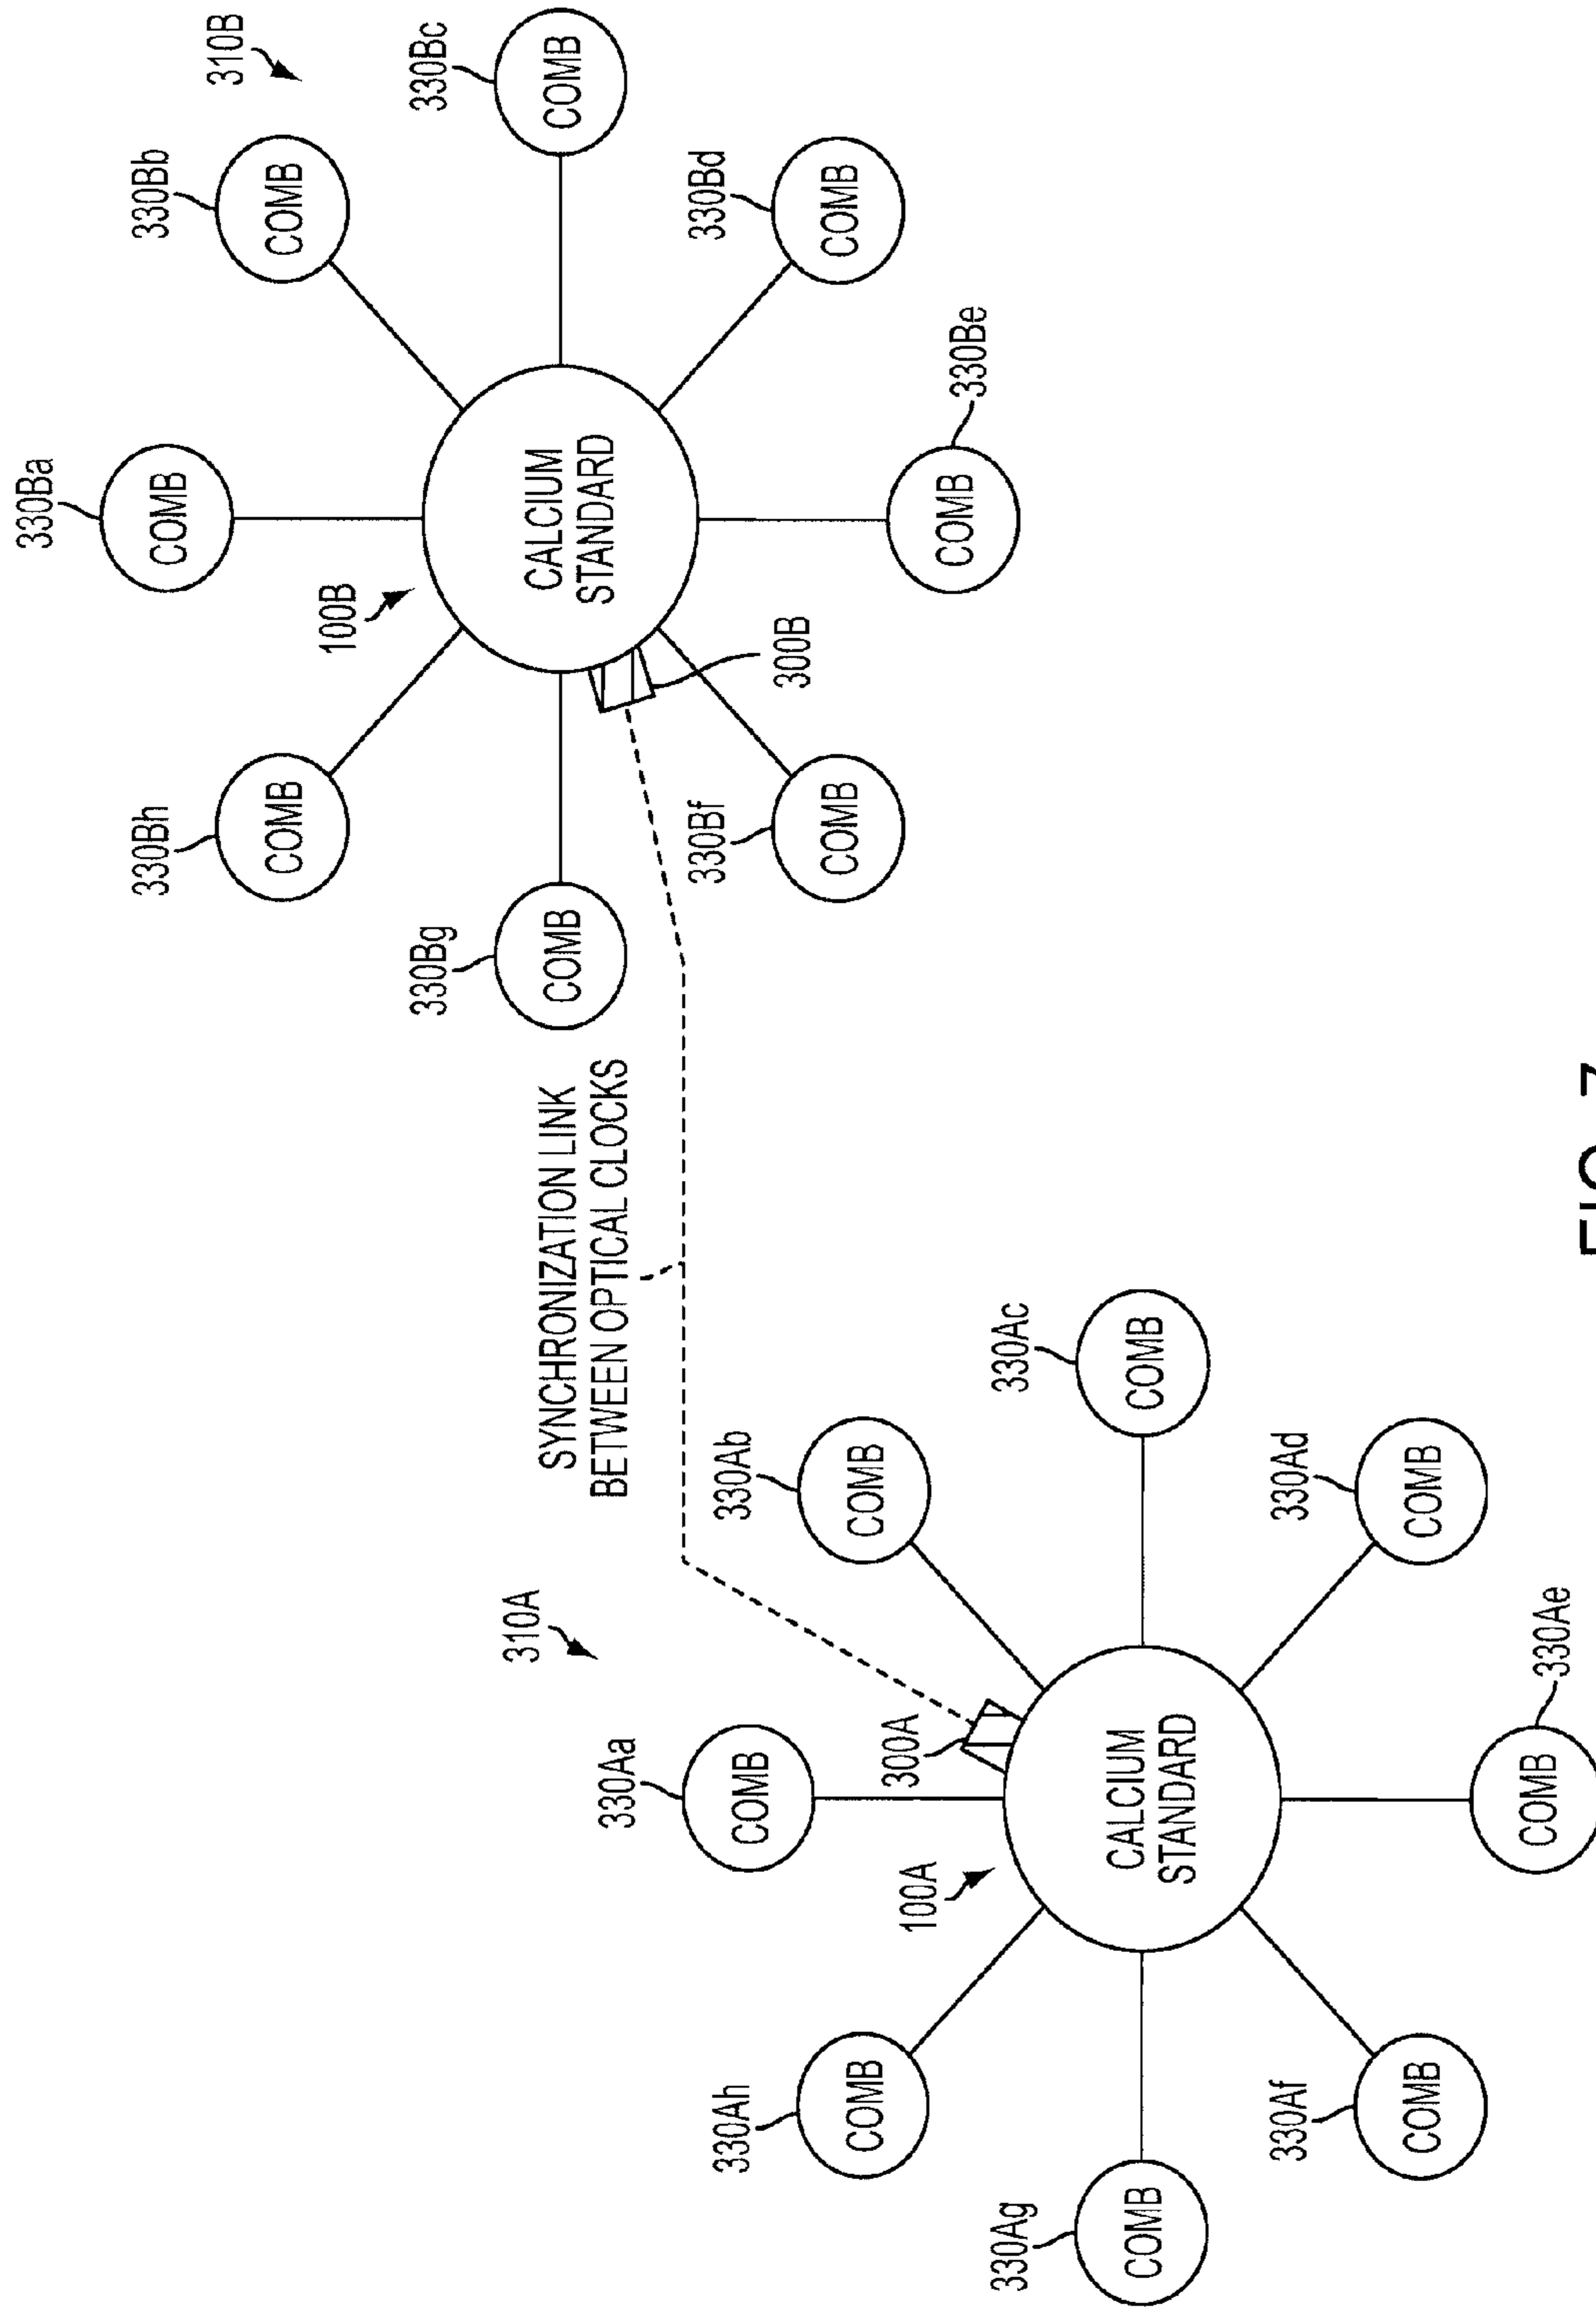 330Ba
COMB
330Bh
COMB
330Bb
COMB
310B
100B
330Bg
COMB
CALCIUM
STANDARD
330Bc
COMB
330Bf
COMB
300B
330Bd
COMB
330Be
COMB
SYNCHRONIZATION LINK
BETWEEN OPTICAL CLOCKS
310A
330Aa
COMB
330Ah
COMB
330Ab
COMB
300A
100A
330Ag
COMB
CALCIUM
STANDARD
330Ac
COMB
330Af
COMB
330Ad
COMB
330Ae
COMB
FIG. 7